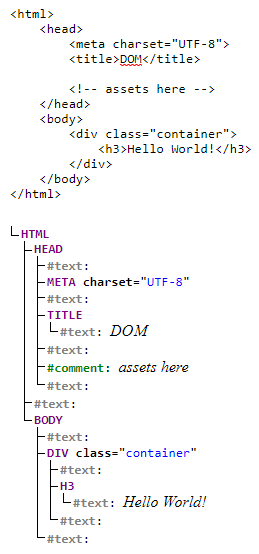 <html>
<head>
<meta charset="UTF-8">
<title>DOM</title>
<!-- assets here -->
</head>
<body>
<div class="container">
<h3>Hello World!</h3>
</div>
</body>
</html>
HTML
HEAD
#text:
META charset="UTF-8"
#text:
TITLE
#text: DOM
#text:
#comment: assets here
#text:
#text:
BODY
#text:
DIV class="container"
#text:
H3
#text: Hello World!
#text:
#text: